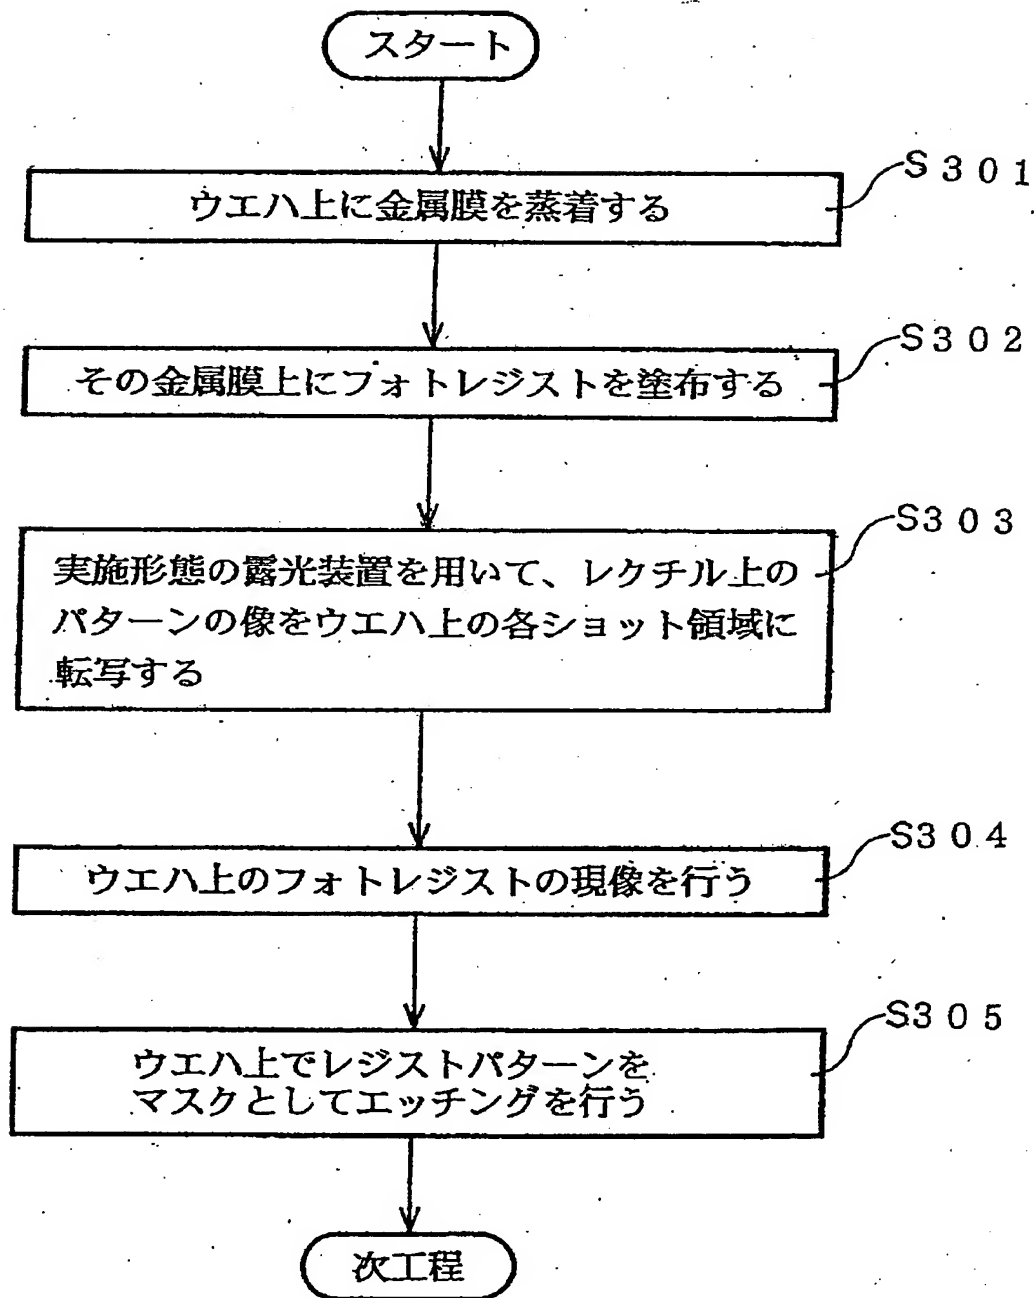 スタート
S301
ウエハ上に金属膜を蒸着する
S302
その金属膜上にフォトレジストを塗布する
S303
実施形態の露光装置を用いて、レクチル上の
パターンの像をウエハ上の各ショット領域に
転写する
S304
ウエハ上のフォトレジストの現像を行う
S305
ウエハ上でレジストパターンを
マスクとしてエッチングを行う
次工程